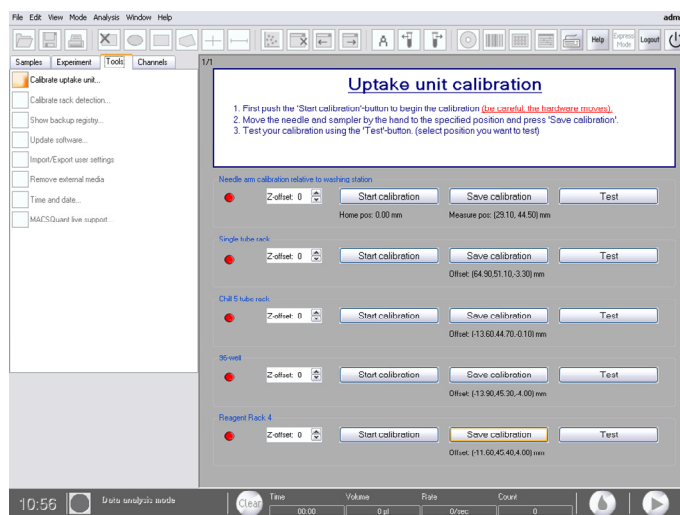 File Edit View Mode Analysis Window Help
adm
A
Help
Express Mode
Logout
Samples Experiment Tools Channels
1/1
Calibrate uptake unit...
Calibrate rack detection...
Show backup registry...
Update software...
Import/Export user settings
Remove external media
Time and date...
MACSQuant live support...
Uptake unit calibration
1. First push the 'Start calibration'-button to begin the calibration (be careful, the hardware moves).
2. Move the needle and sampler by the hand to the specified position and press 'Save calibration'.
3. Test your calibration using the 'Test'-button. (select position you want to test)
Needle arm calibration relative to washing station
Z-offset: 0 Start calibration Save calibration Test
Home pos: 0.00 mm Measure pos: (29.10, 44.50) mm
Single tube rack
Z-offset: 0 Start calibration Save calibration Test
Offset: (64.90,51.10,-3.30) mm
Chill 5 tube rack
Z-offset: 0 Start calibration Save calibration Test
Offset: (-13.60,44.70,-0.10) mm
96-well
Z-offset: 0 Start calibration Save calibration Test
Offset: (-13.90,45.30,-4.00) mm
Reagent Rack 4
Z-offset: 0 Start calibration Save calibration Test
Offset: (-11.60,45.40,4.00) mm
10:56 Data analysis mode Clear
Time Volume Rate Count
00:00 0 µl 0/sec 0